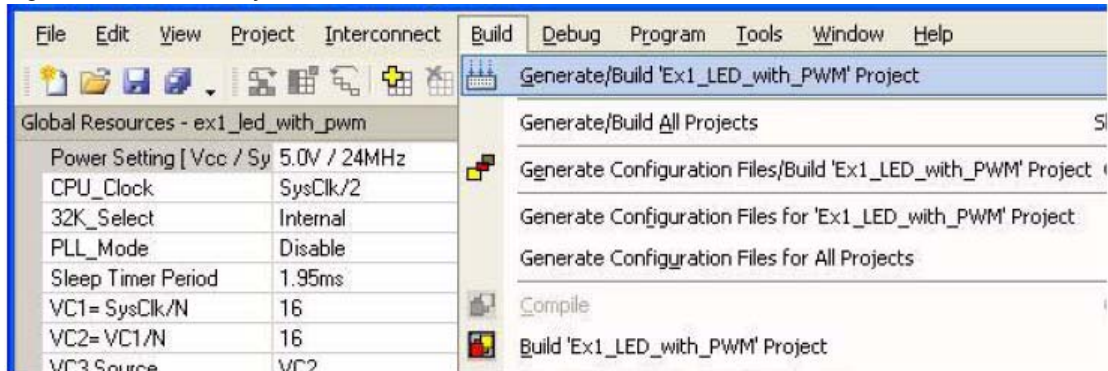 File Edit View Project Interconnect Build Debug Program Tools Window Help
Generate/Build 'Ex1_LED_with_PWM' Project
Global Resources - ex1_led_with_pwm
Power Setting [ Vcc / Sy 5.0V / 24MHz
CPU_Clock SysClk/2
32K_Select Internal
PLL_Mode Disable
Sleep Timer Period 1.95ms
VC1= SysClk/N 16
VC2= VC1/N 16
VC3 Source VC2
Generate/Build All Projects
Generate Configuration Files/Build 'Ex1_LED_with_PWM' Project
Generate Configuration Files for 'Ex1_LED_with_PWM' Project
Generate Configuration Files for All Projects
Compile
Build 'Ex1_LED_with_PWM' Project